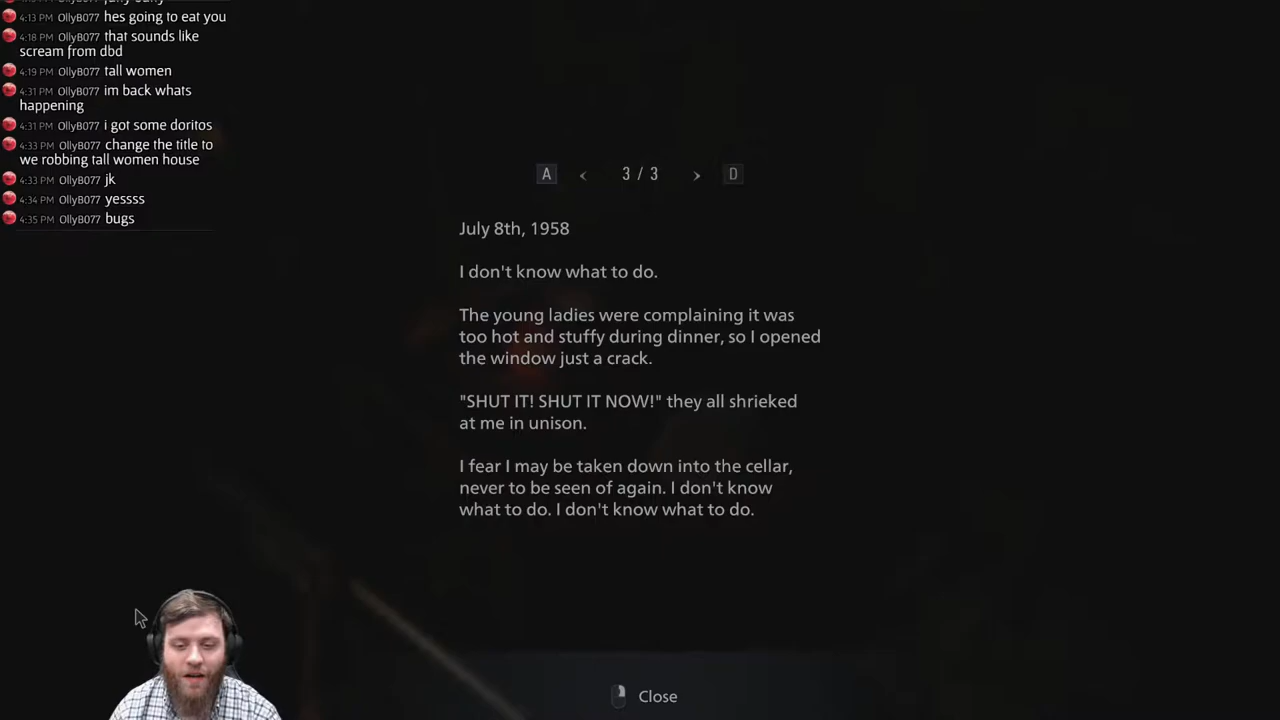 4:13 PM OllyB077 hes going to eat you
4:18 PM OllyB077 that sounds like
scream from dbd
4:19 PM OllyB077 tall women
4:31 PM OllyB077 im back whats
happening
4:31 PM OllyB077 i got some doritos
4:33 PM OllyB077 change the title to
we robbing tall women house
4:33 PM OllyB077 jk
4:34 PM OllyB077 yessss
4:35 PM OllyB077 bugs
A < 3 / 3 > D
July 8th, 1958
I don't know what to do.
The young ladies were complaining it was
too hot and stuffy during dinner, so I opened
the window just a crack.
"SHUT IT! SHUT IT NOW!" they all shrieked
at me in unison.
I fear I may be taken down into the cellar,
never to be seen of again. I don't know
what to do. I don't know what to do.
Close